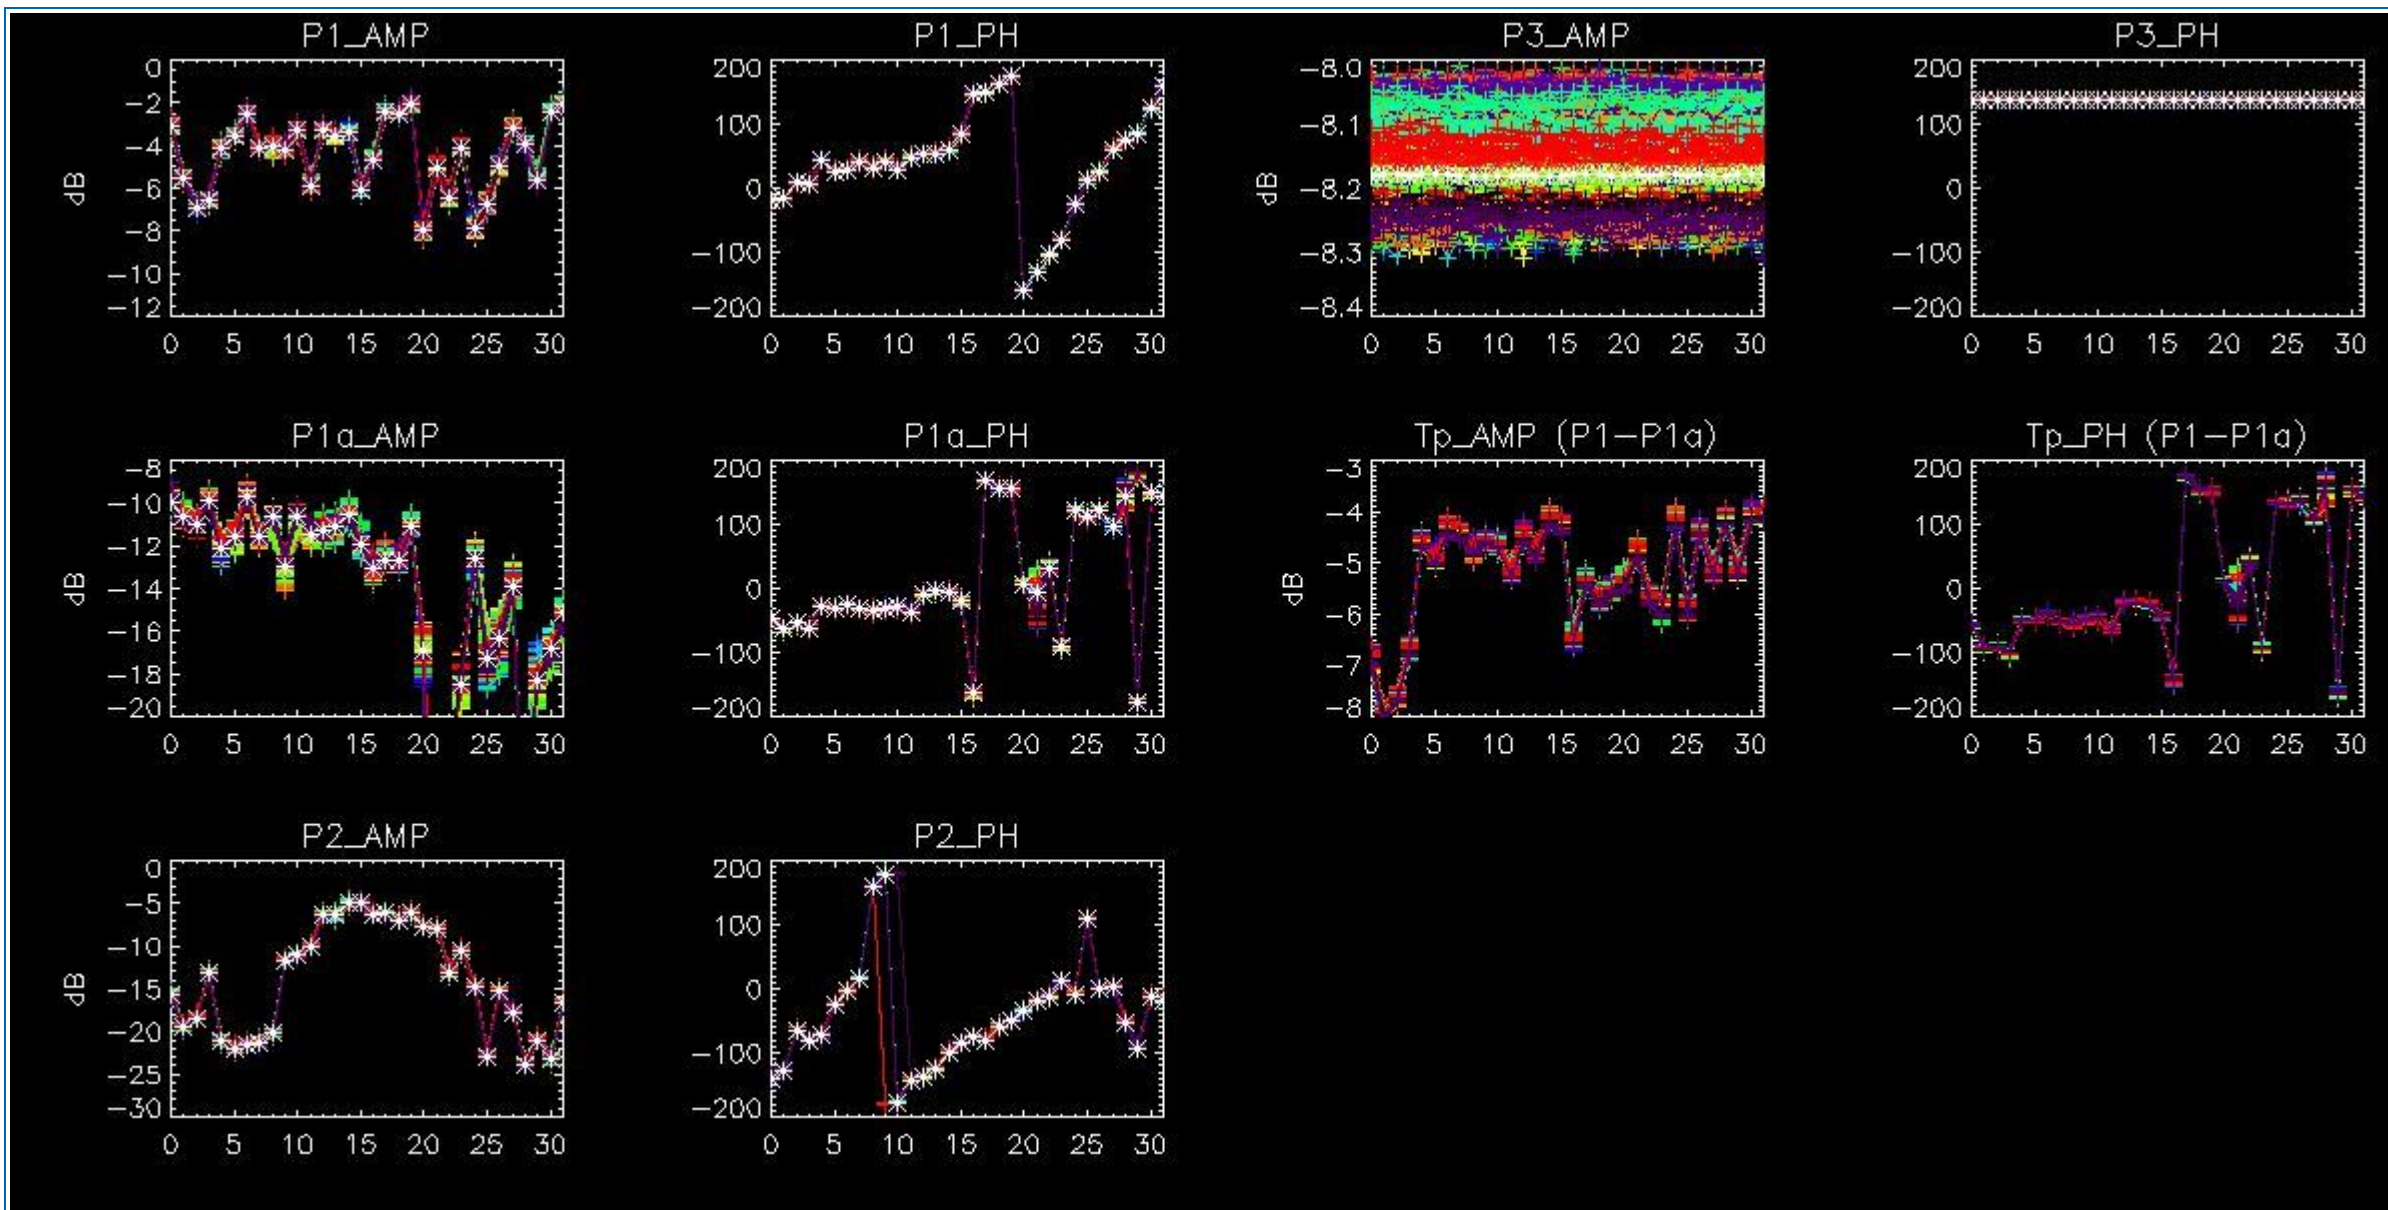 P1_AMP P1_PH P3_AMP P3_PH
0 200 −8.0 200
−2
−4 100 −8.1 100
dB −6 0 dB −8.2 0
−8
−10 −100 −8.3 −100
−12 −200 −8.4 −200
0 5 10 15 20 25 30 0 5 10 15 20 25 30 0 5 10 15 20 25 30 0 5 10 15 20 25 30
P1a_AMP P1a_PH Tp_AMP (P1−P1a) Tp_PH (P1−P1a)
−8 200 −3 200
−10 100 −4 100
−12
dB −14 0 dB −5 0
−16 −6
−18 −100 −7 −100
−20 −200 −8 −200
0 5 10 15 20 25 30 0 5 10 15 20 25 30 0 5 10 15 20 25 30 0 5 10 15 20 25 30
P2_AMP P2_PH
0 200
−5 100
−10
dB −15 0
−20 −100
−25
−30 −200
0 5 10 15 20 25 30 0 5 10 15 20 25 30